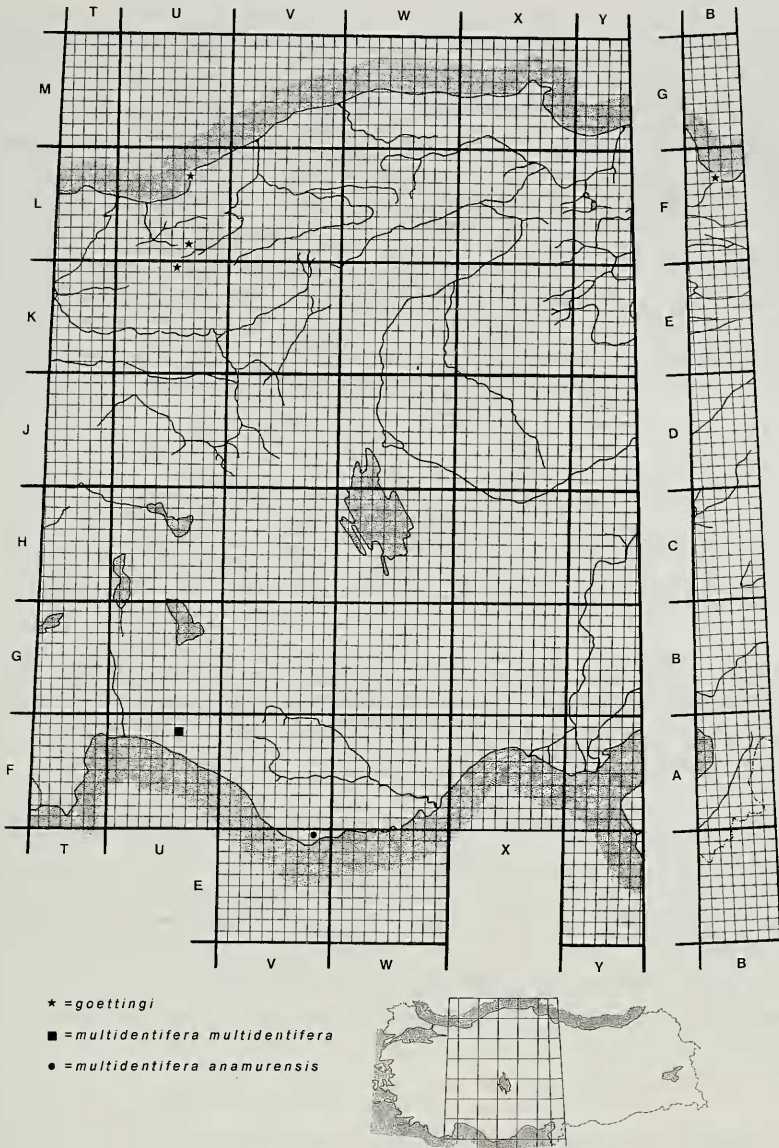 T U V W X Y B
M G
L F
K E
J D
H C
G B
F A
T U X
E
V W Y B
★ = goettingi
■ = multidentifera multidentifera
● = multidentifera anamurensis